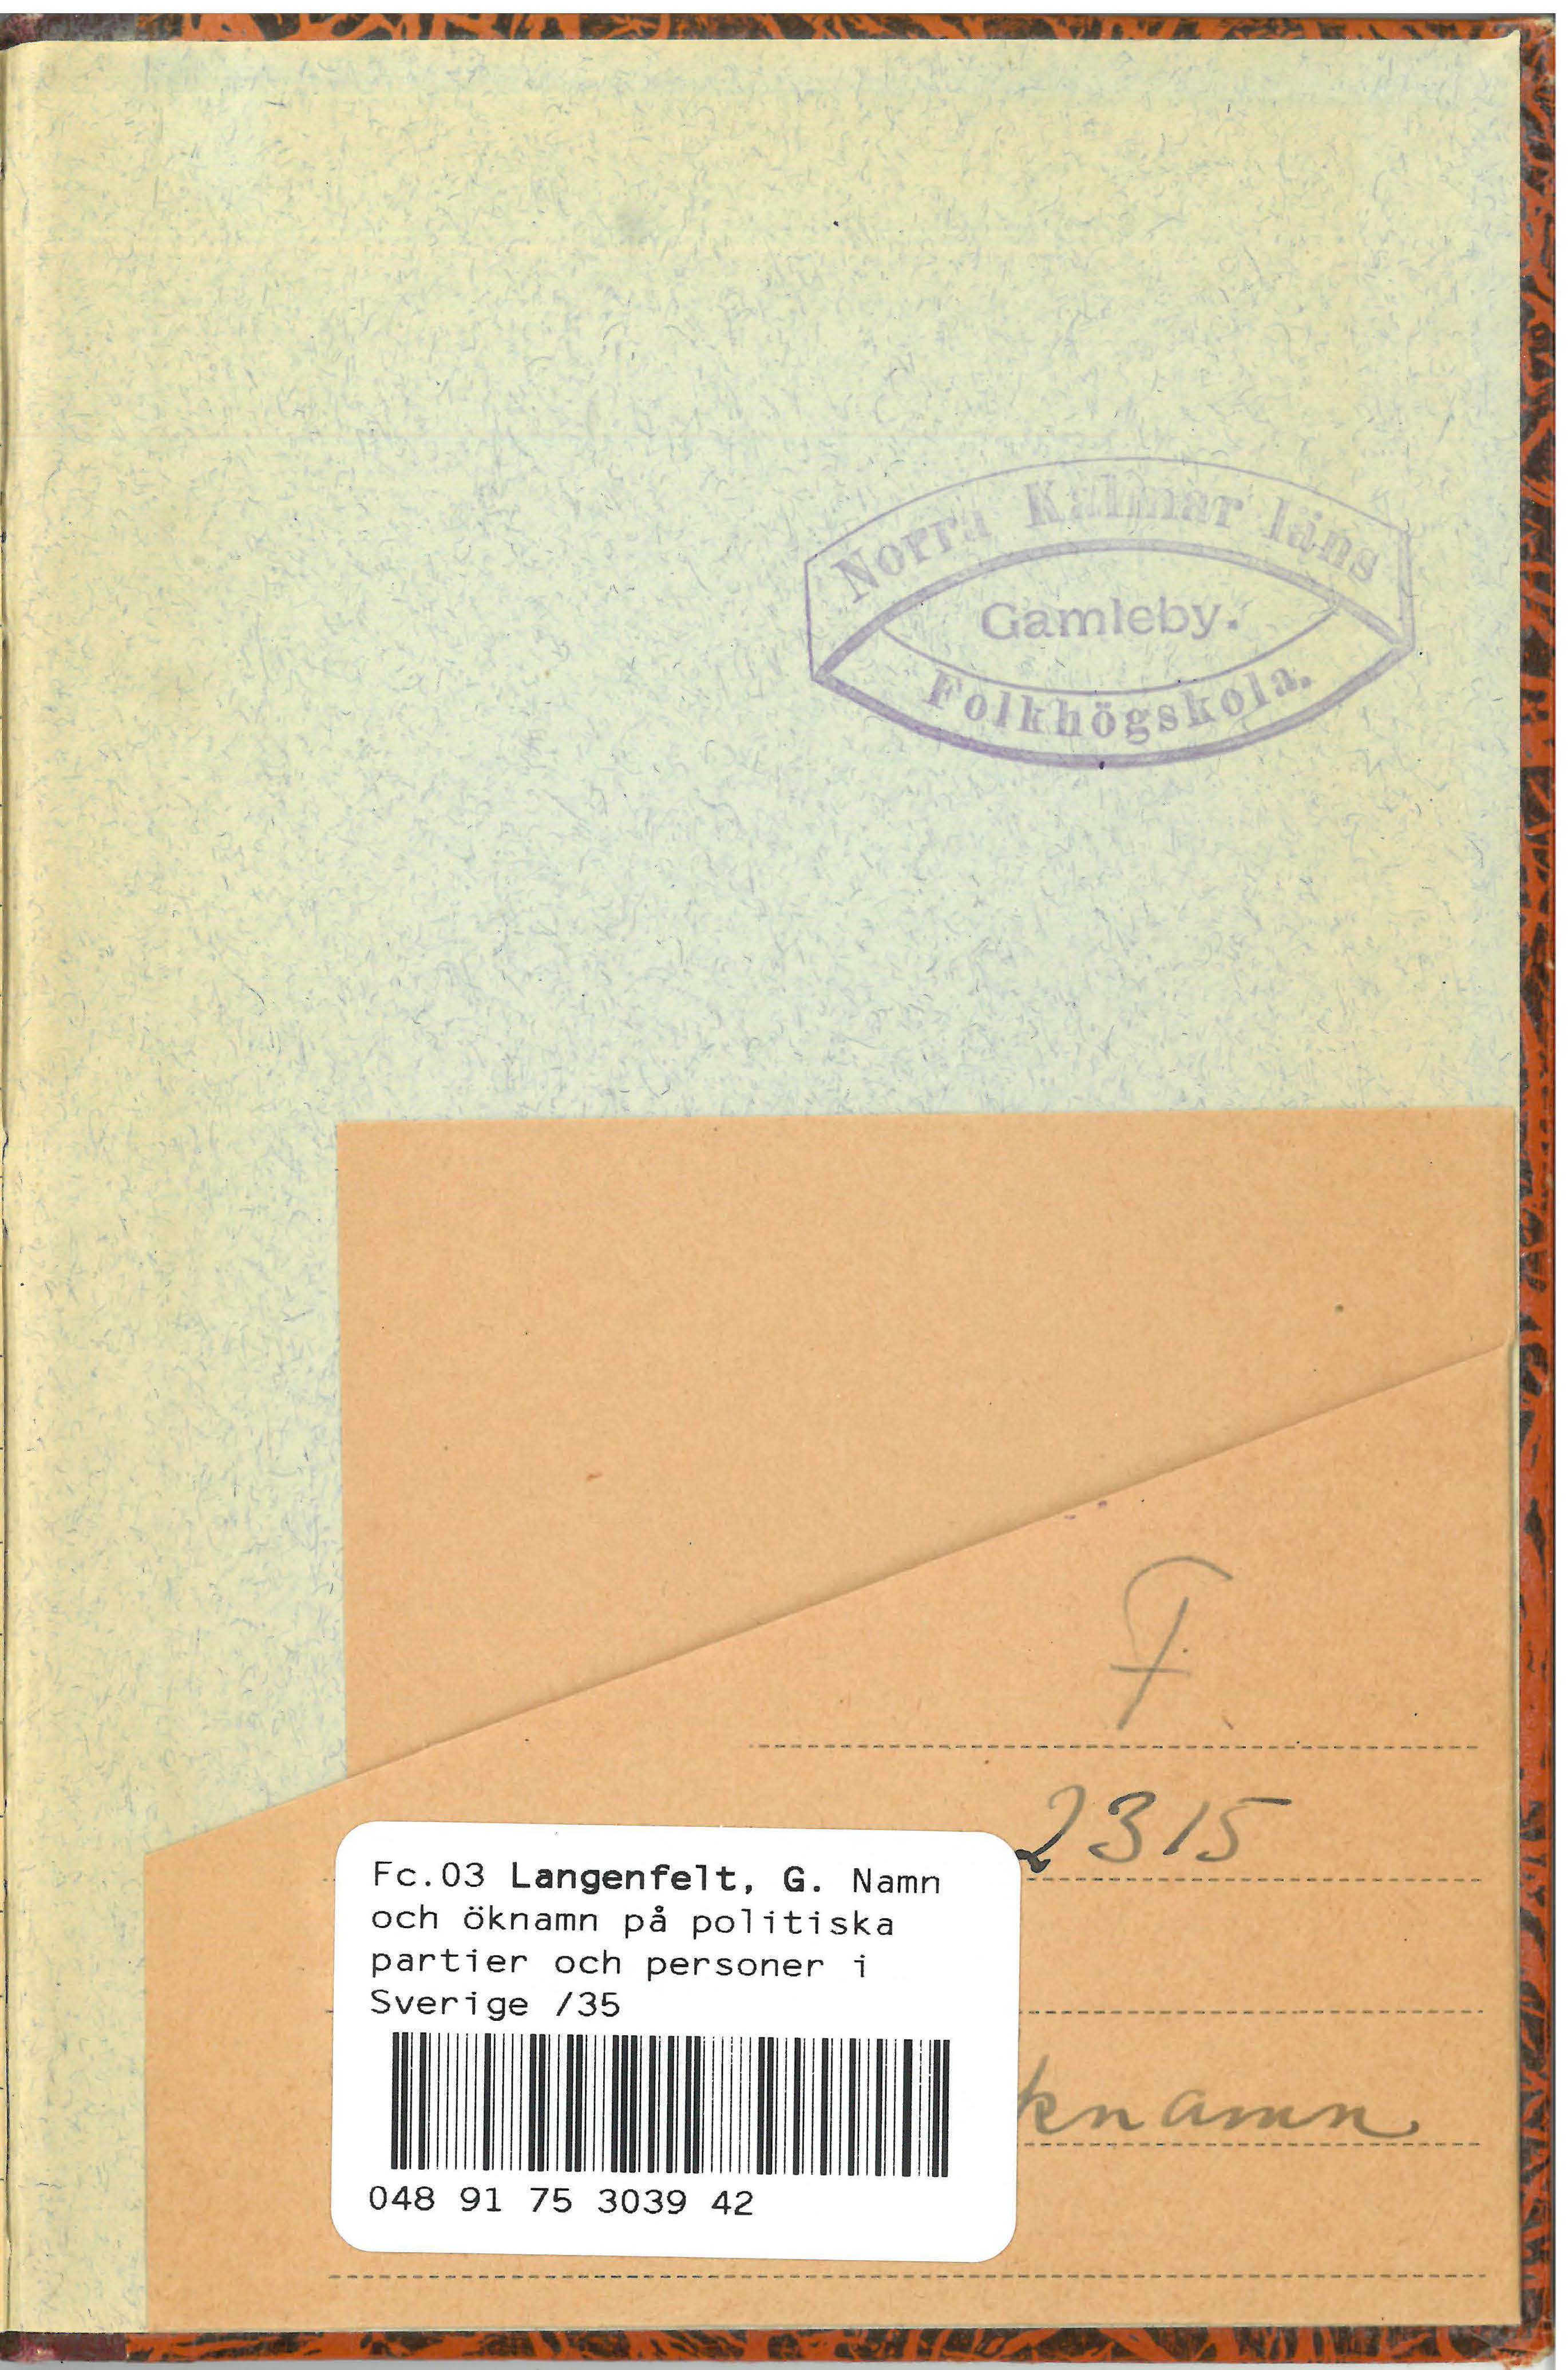 Norra Kalmar läns
Gamleby.
Folkhögskola.
F
2315
Fc.03 Langenfelt, G. Namn
och öknamn på politiska
partier och personer i
Sverige /35
knamn
048 91 75 3039 42